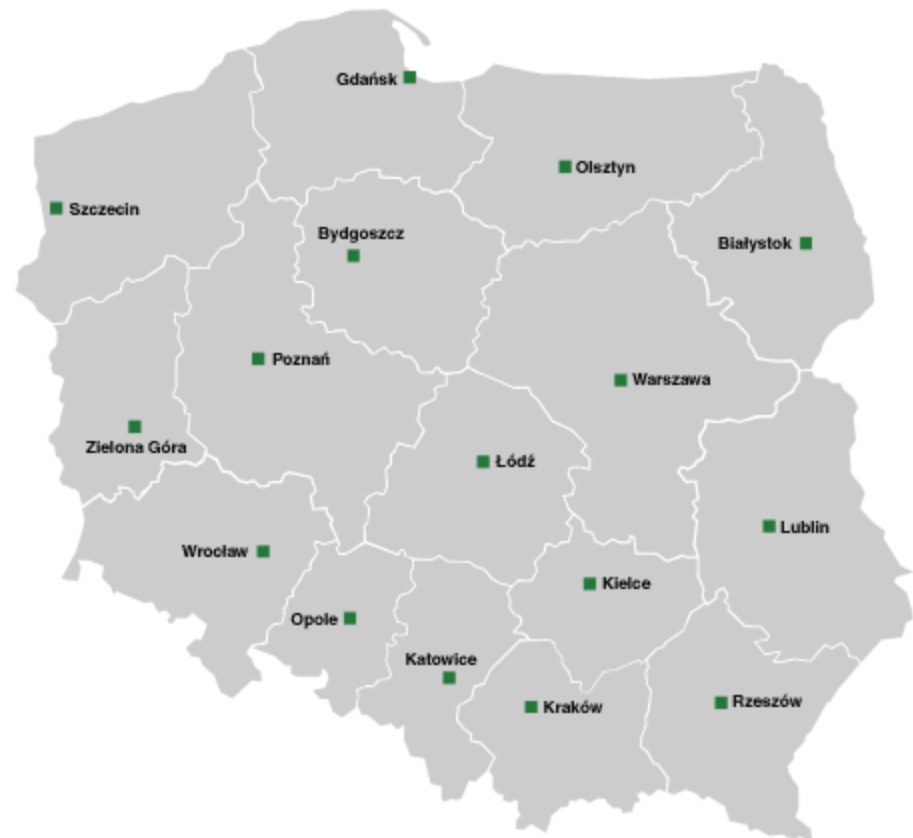 Gdańsk
Olsztyn
Szczecin
Bydgoszcz
Białystok
Poznań
Warszawa
Zielona Góra
Łódź
Lublin
Wrocław
Kielce
Opole
Katowice
Rzeszów
Kraków